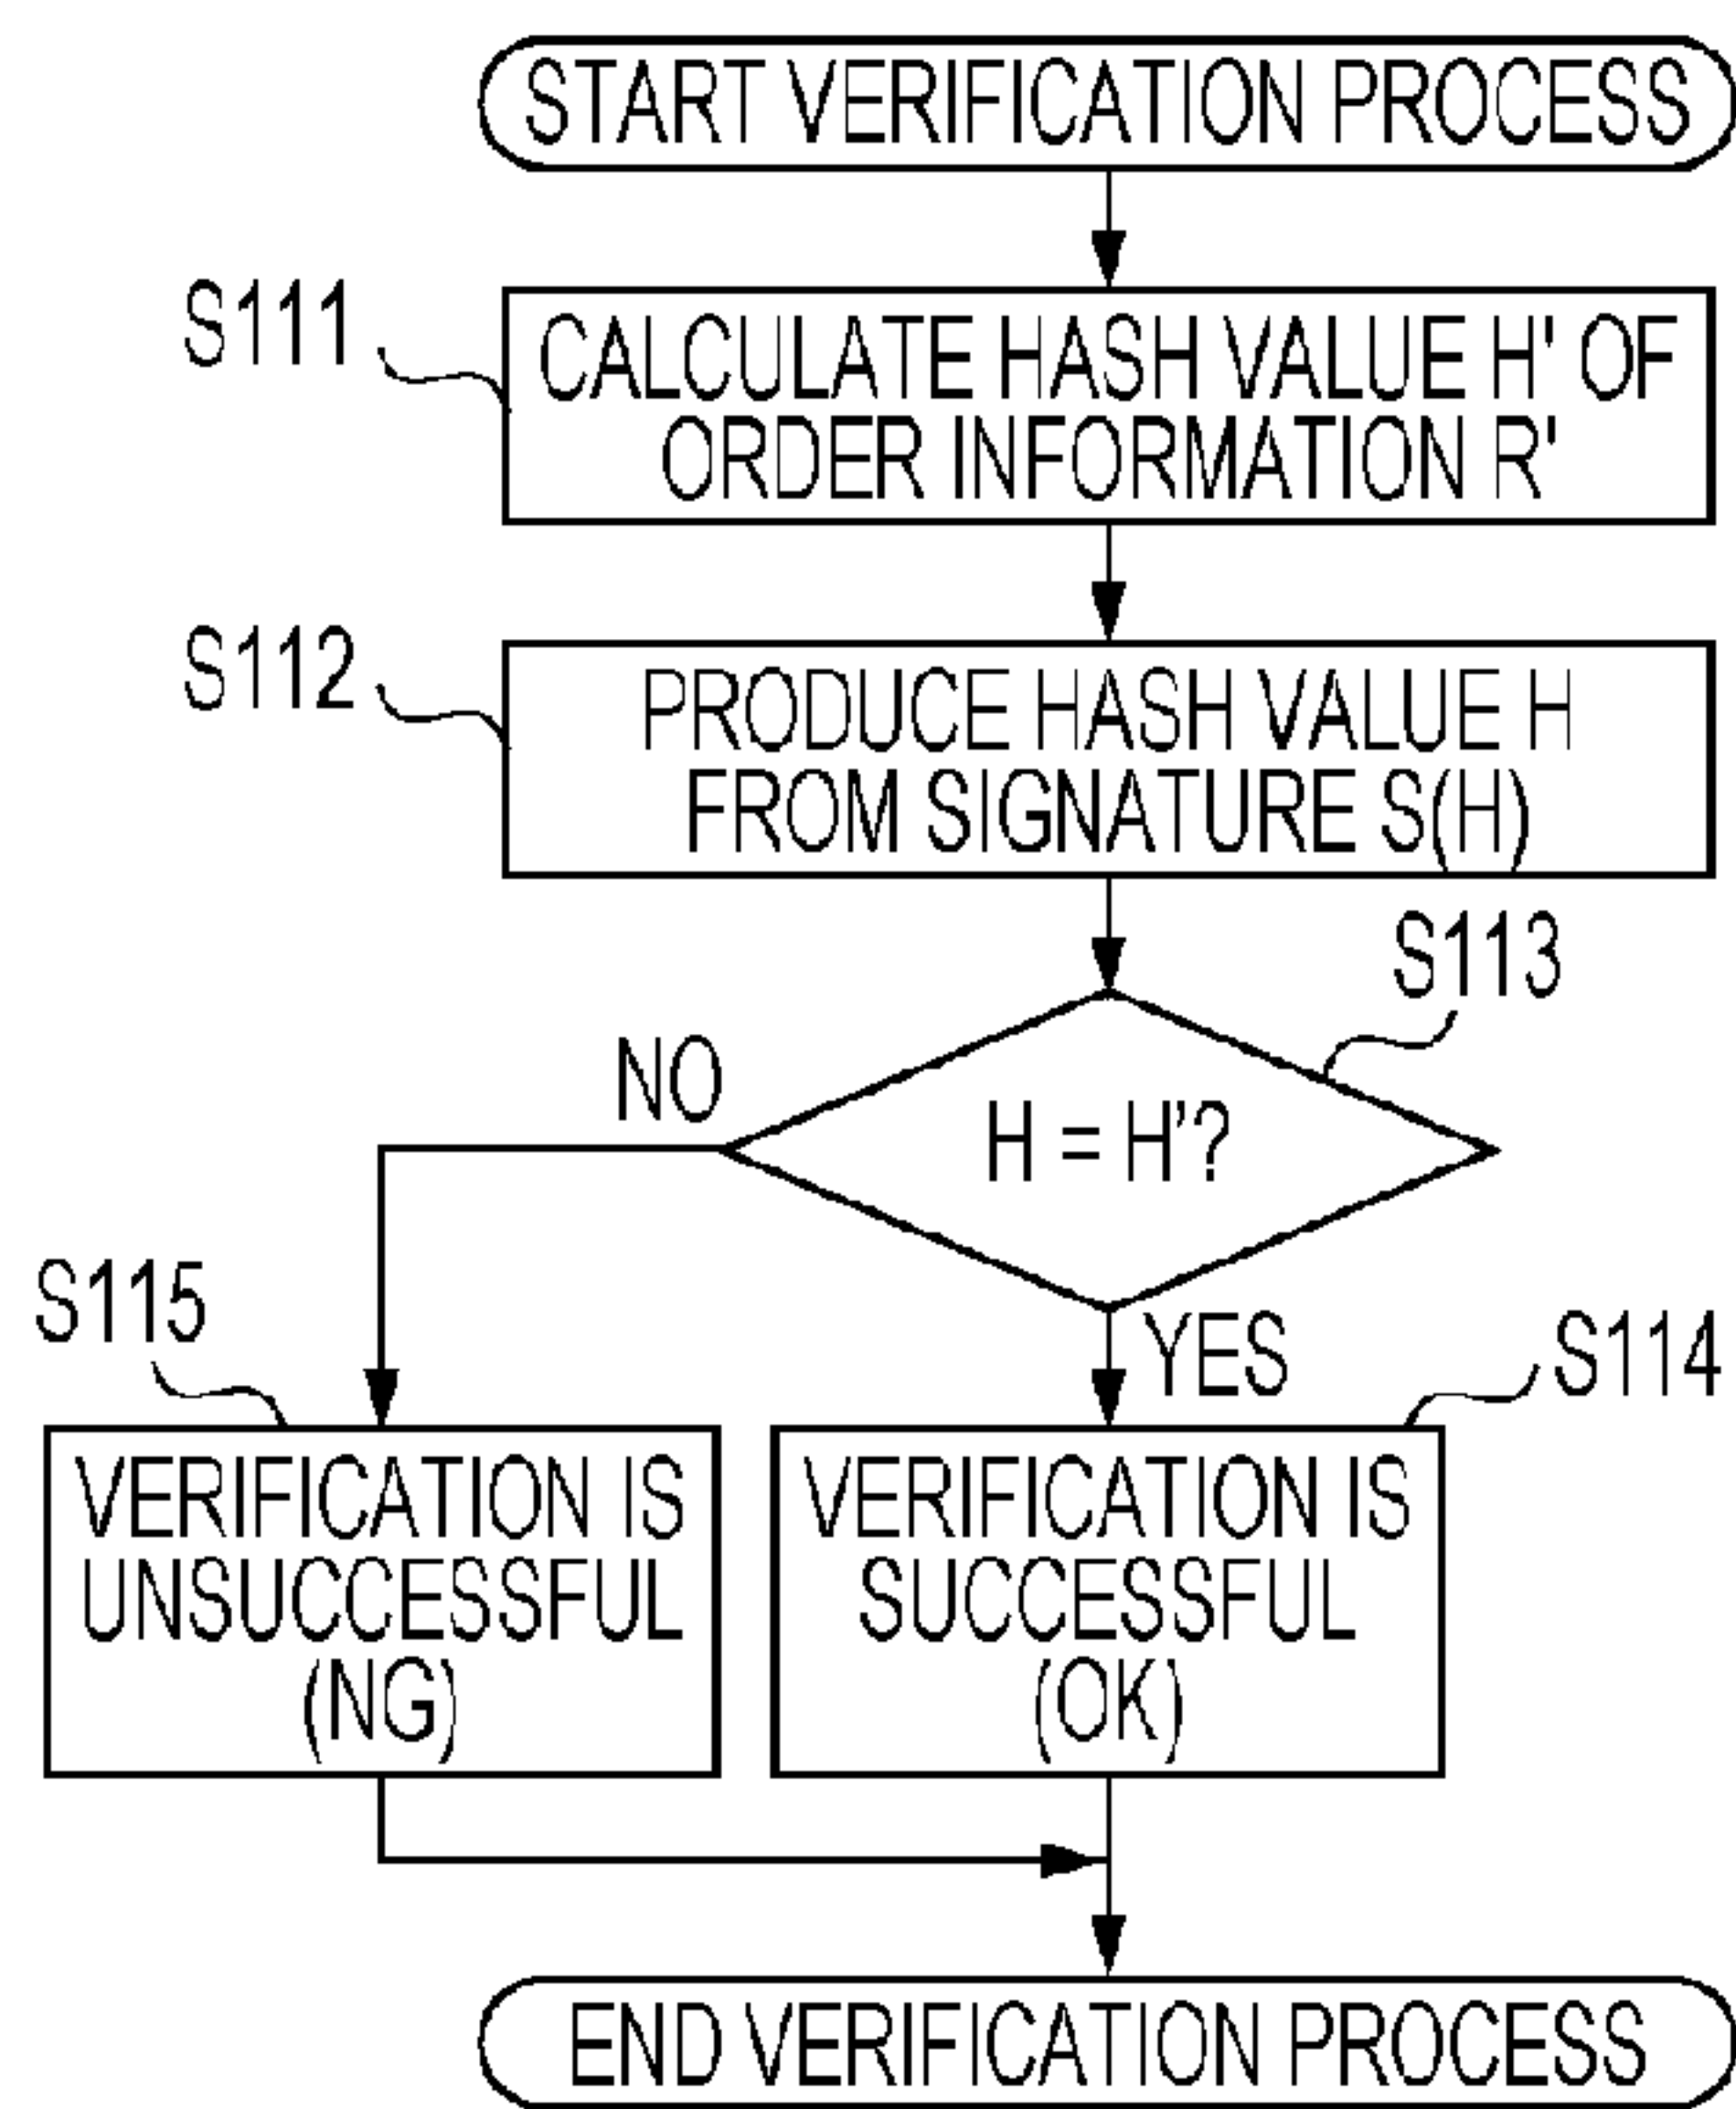 START VERIFICATION PROCESS
S111
CALCULATE HASH VALUE H' OF
ORDER INFORMATION R'
S112
PRODUCE HASH VALUE H
FROM SIGNATURE S(H)
S113
NO
H = H'?
YES
S115
S114
VERIFICATION IS
UNSUCCESSFUL
(NG)
VERIFICATION IS
SUCCESSFUL
(OK)
END VERIFICATION PROCESS